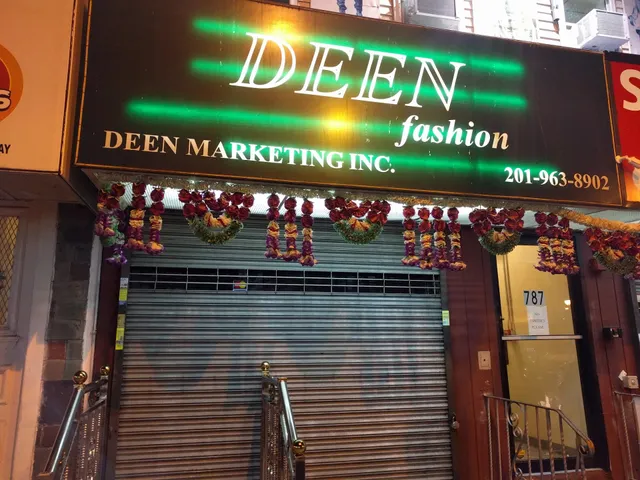 DEEN
fashion
DEEN MARKETING INC.
201-963-8902
787